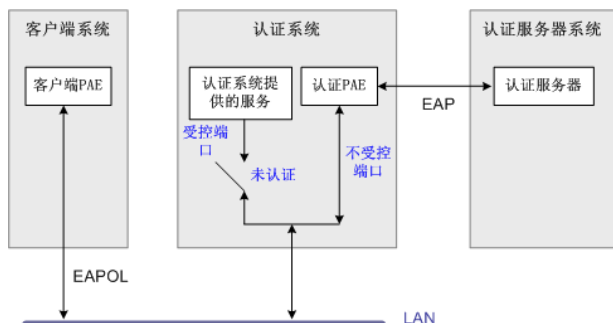 客户端系统
认证系统
认证服务器系统
客户端PAE
认证系统提
供的服务
认证PAE
认证服务器
EAP
受控端
口
未认证
不受控
端口
EAPOL
LAN